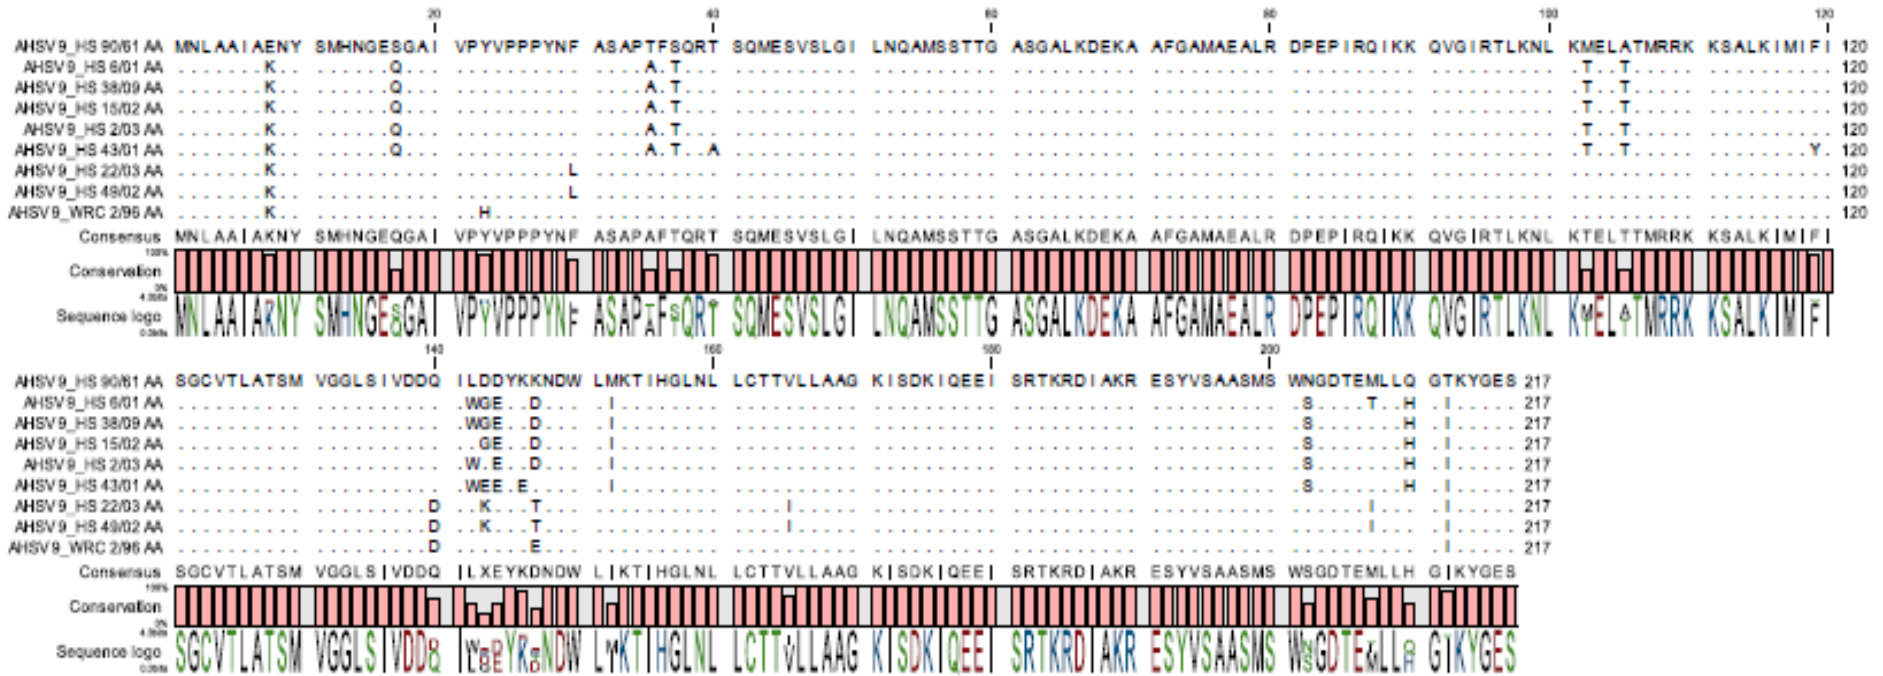 20 40 60 80 100 120
AHSV9_HS 90/61 AA MNLAAIAENY SMHNGESGAI VPYVPPPYNF ASAPTFSQRT SQMESVSLGI LNQAMSSTTG ASGALKDEKA AFGAMAEALR DPEPIRQIKK QVGIRTLKNL KMELATMRRK KSALKIMIFI 120
AHSV9_HS 6/01 AA .......K.. .......Q.. .......... .....A.T.. .......... .......... .......... .......... .......... .......... .T..T..... .......... 120
AHSV9_HS 38/09 AA .......K.. .......Q.. .......... .....A.T.. .......... .......... .......... .......... .......... .......... .T..T..... .......... 120
AHSV9_HS 15/02 AA .......K.. .......Q.. .......... .....A.T.. .......... .......... .......... .......... .......... .......... .T..T..... .......... 120
AHSV9_HS 2/03 AA .......K.. .......Q.. .......... .....A.T.. .......... .......... .......... .......... .......... .......... .T..T..... .......... 120
AHSV9_HS 43/01 AA .......K.. .......Q.. .......... .....A.T..A .......... .......... .......... .......... .......... .......... .T..T..... ........Y. 120
AHSV9_HS 22/03 AA .......K.. .......... .........L .......... .......... .......... .......... .......... .......... .......... .......... .......... 120
AHSV9_HS 49/02 AA .......K.. .......... .........L .......... .......... .......... .......... .......... .......... .......... .......... .......... 120
AHSV9_WRC 2/96 AA .......K.. .......... ..H....... .......... .......... .......... .......... .......... .......... .......... .......... .......... 120
Consensus MNLAAIAKNY SMHNGEQGAI VPYVPPPYNF ASAPAFTQRT SQMESVSLGI LNQAMSSTTG ASGALKDEKA AFGAMAEALR DPEPIRQIKK QVGIRTLKNL KTELTTMRRK KSALKIMIFI
100%
Conservation
0%
Sequence logo
140 160 180 200
AHSV9_HS 90/61 AA SGCVTLATSM VGGLSIVDDQ ILDDYKKNDW LMKTIHGLNL LCTTVLLAAG KISDKIQEEI SRTKRDIAKR ESYVSAASMS WNGDTEMLLQ GTKYGES 217
AHSV9_HS 6/01 AA .......... .......... .WGE..D... .I........ .......... .......... .......... .......... .S....T..H .I..... 217
AHSV9_HS 38/09 AA .......... .......... .WGE..D... .I........ .......... .......... .......... .......... .S.......H .I..... 217
AHSV9_HS 15/02 AA .......... .......... ..GE..D... .I........ .......... .......... .......... .......... .S.......H .I..... 217
AHSV9_HS 2/03 AA .......... .......... .W.E..D... .I........ .......... .......... .......... .......... .S.......H .I..... 217
AHSV9_HS 43/01 AA .......... .......... .WEE.E.... .I........ .......... .......... .......... .......... .S.......H .I..... 217
AHSV9_HS 22/03 AA .......... .........D ..K...T... .......... ....I..... .......... .......... .......... ......I... .I..... 217
AHSV9_HS 49/02 AA .......... .........D ..K...T... .......... ....I..... .......... .......... .......... ......I... .I..... 217
AHSV9_WRC 2/96 AA .......... .........D ......E... .......... .......... .......... .......... .......... .......... .I..... 217
Consensus SGCVTLATSM VGGLSIVDDQ ILXEYKDNDW LIKTIHGLNL LCTTVLLAAG KISDKIQEEI SRTKRDIAKR ESYVSAASMS WSGDTEMLLH GIKYGES
100%
Conservation
0%
Sequence logo